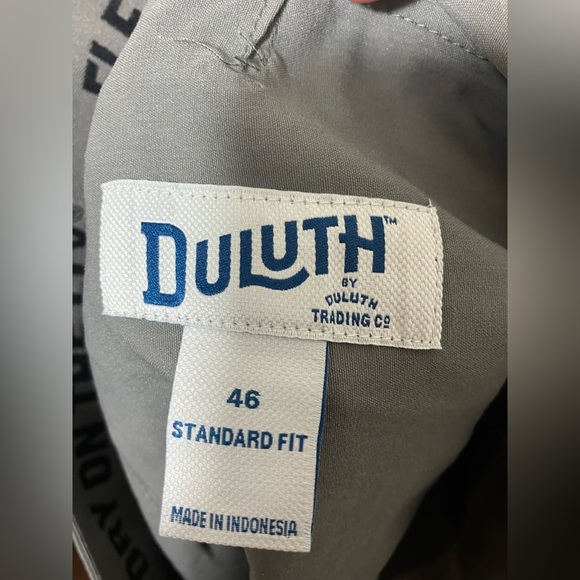 DULUTH™
BY
DULUTH
TRADING Cº
46
STANDARD FIT
MADE IN INDONESIA